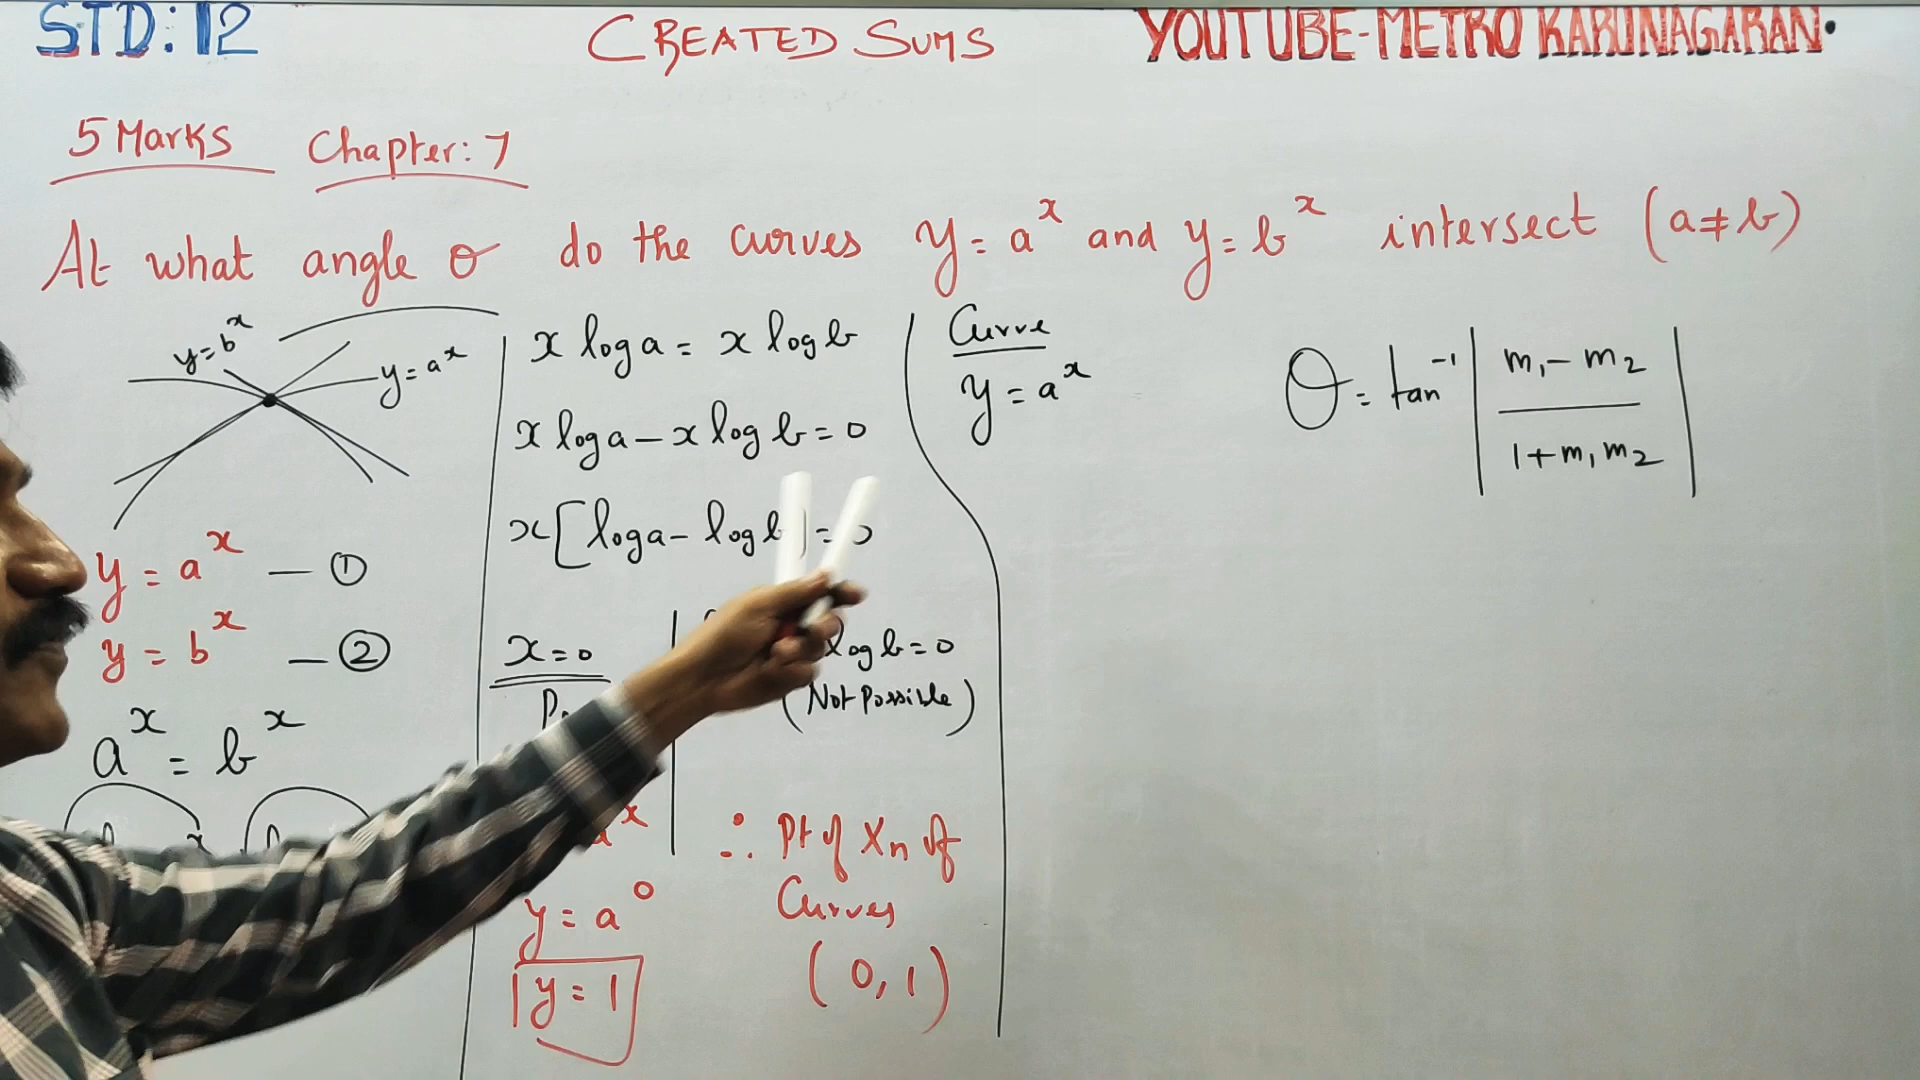 STD: 12
CREATED SUMS
YOUTUBE-METRO KARUNAGARAN.
5 Marks Chapter: 7
At what angle θ do the curves y = a^x and y = b^x intersect (a ≠ b)
y = b^x
y = a^x
y = a^x — ①
y = b^x — ②
a^x = b^x
x log a = x log b
x log a – x log b = 0
x[log a – log b] = 0
x = 0
log b = 0
(Not Possible)
y = a^0
y = 1
∴ Pt of Xn of
Curves
(0, 1)
Curve
y = a^x
θ = tan^-1 | m1 – m2 / 1 + m1 m2 |